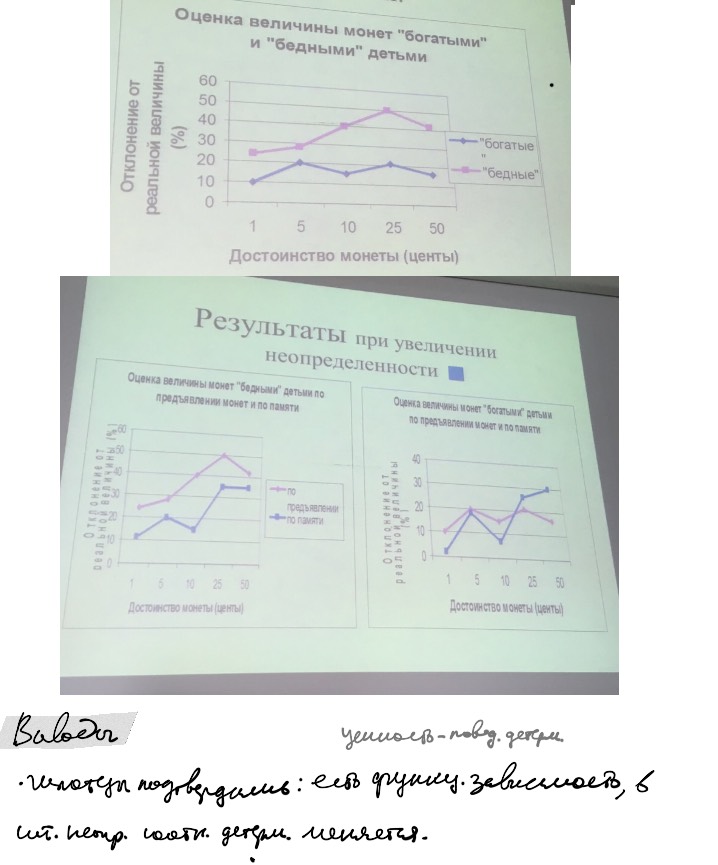 Оценка величины монет "богатыми"
и "бедными" детьми
Отклонение от
реальной величины
(%)
60
50
40
30
20
10
0
1 5 10 25 50
"богатые
"
"бедные"
Достоинство монеты (центы)
Результаты при увеличении
неопределенности
Оценка величины монет "бедными" детьми по
предъявлении монет и по памяти
Отклонение от
реальной величины (%)
60
50
40
30
20
10
0
1 5 10 25 50
по
предъявлении
по памяти
Достоинство монеты (центы)
Оценка величины монет "богатыми" детьми
по предъявлении монет и по памяти
Отклонение от
реальной величины
40
30
20
10
0
1 5 10 25 50
Достоинство монеты (центы)
Выводы
ценность - повед. детерм.
· гипотезы подтвердились: есть функц. зависимость, в
сит. неопр. соотн. детерм. меняется.